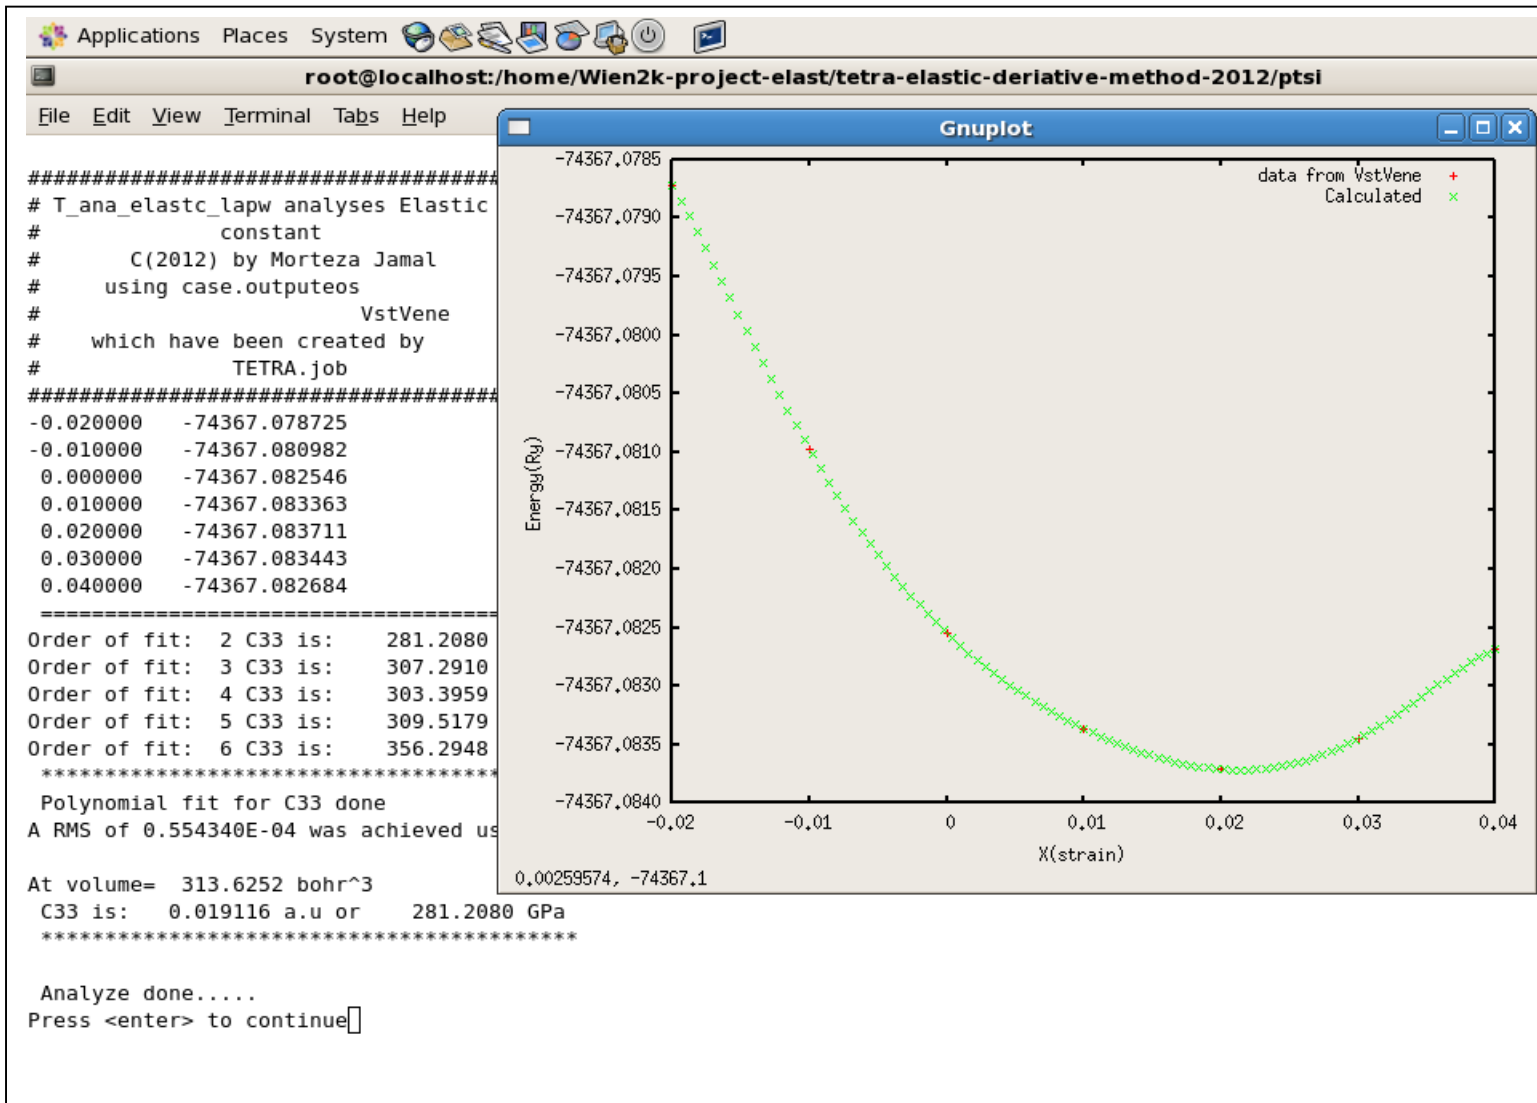 Applications Places System
root@localhost:/home/Wien2k-project-elast/tetra-elastic-deriative-method-2012/ptsi
File Edit View Terminal Tabs Help
########################################
# T_ana_elastc_lapw analyses Elastic
# constant
# C(2012) by Morteza Jamal
# using case.outputeos
# VstVene
# which have been created by
# TETRA.job
########################################
-0.020000 -74367.078725
-0.010000 -74367.080982
0.000000 -74367.082546
0.010000 -74367.083363
0.020000 -74367.083711
0.030000 -74367.083443
0.040000 -74367.082684
====================================
Order of fit: 2 C33 is: 281.2080
Order of fit: 3 C33 is: 307.2910
Order of fit: 4 C33 is: 303.3959
Order of fit: 5 C33 is: 309.5179
Order of fit: 6 C33 is: 356.2948
************************************
Polynomial fit for C33 done
A RMS of 0.554340E-04 was achieved us
At volume= 313.6252 bohr^3
C33 is: 0.019116 a.u or 281.2080 GPa
******************************************
Analyze done.....
Press <enter> to continue
Gnuplot
data from VstVene
Calculated
-74367.0785
-74367.0790
-74367.0795
-74367.0800
-74367.0805
-74367.0810
-74367.0815
-74367.0820
-74367.0825
-74367.0830
-74367.0835
-74367.0840
Energy(Ry)
-0.02 -0.01 0 0.01 0.02 0.03 0.04
X(strain)
0.00259574, -74367.1